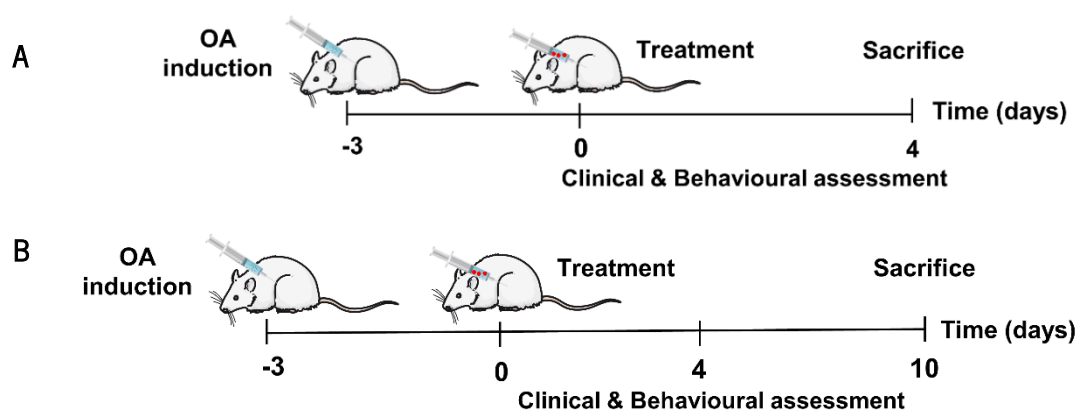 A
OA
induction
Treatment
Sacrifice
Time (days)
-3
0
4
Clinical & Behavioural assessment
B
OA
induction
Treatment
Sacrifice
Time (days)
-3
0
4
10
Clinical & Behavioural assessment